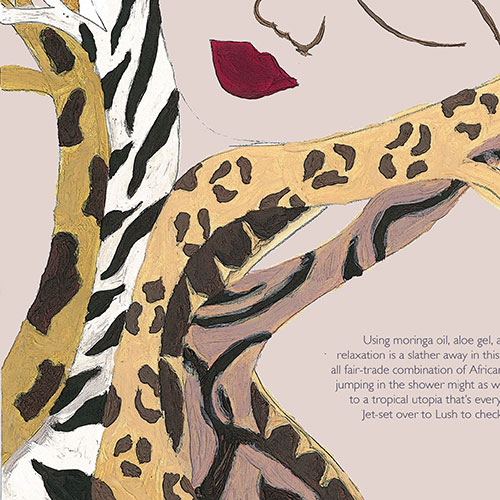 Using moringa oil, aloe gel, a
relaxation is a slather away in this
all fair-trade combination of African
jumping in the shower might as w
to a tropical utopia that's every
Jet-set over to Lush to check